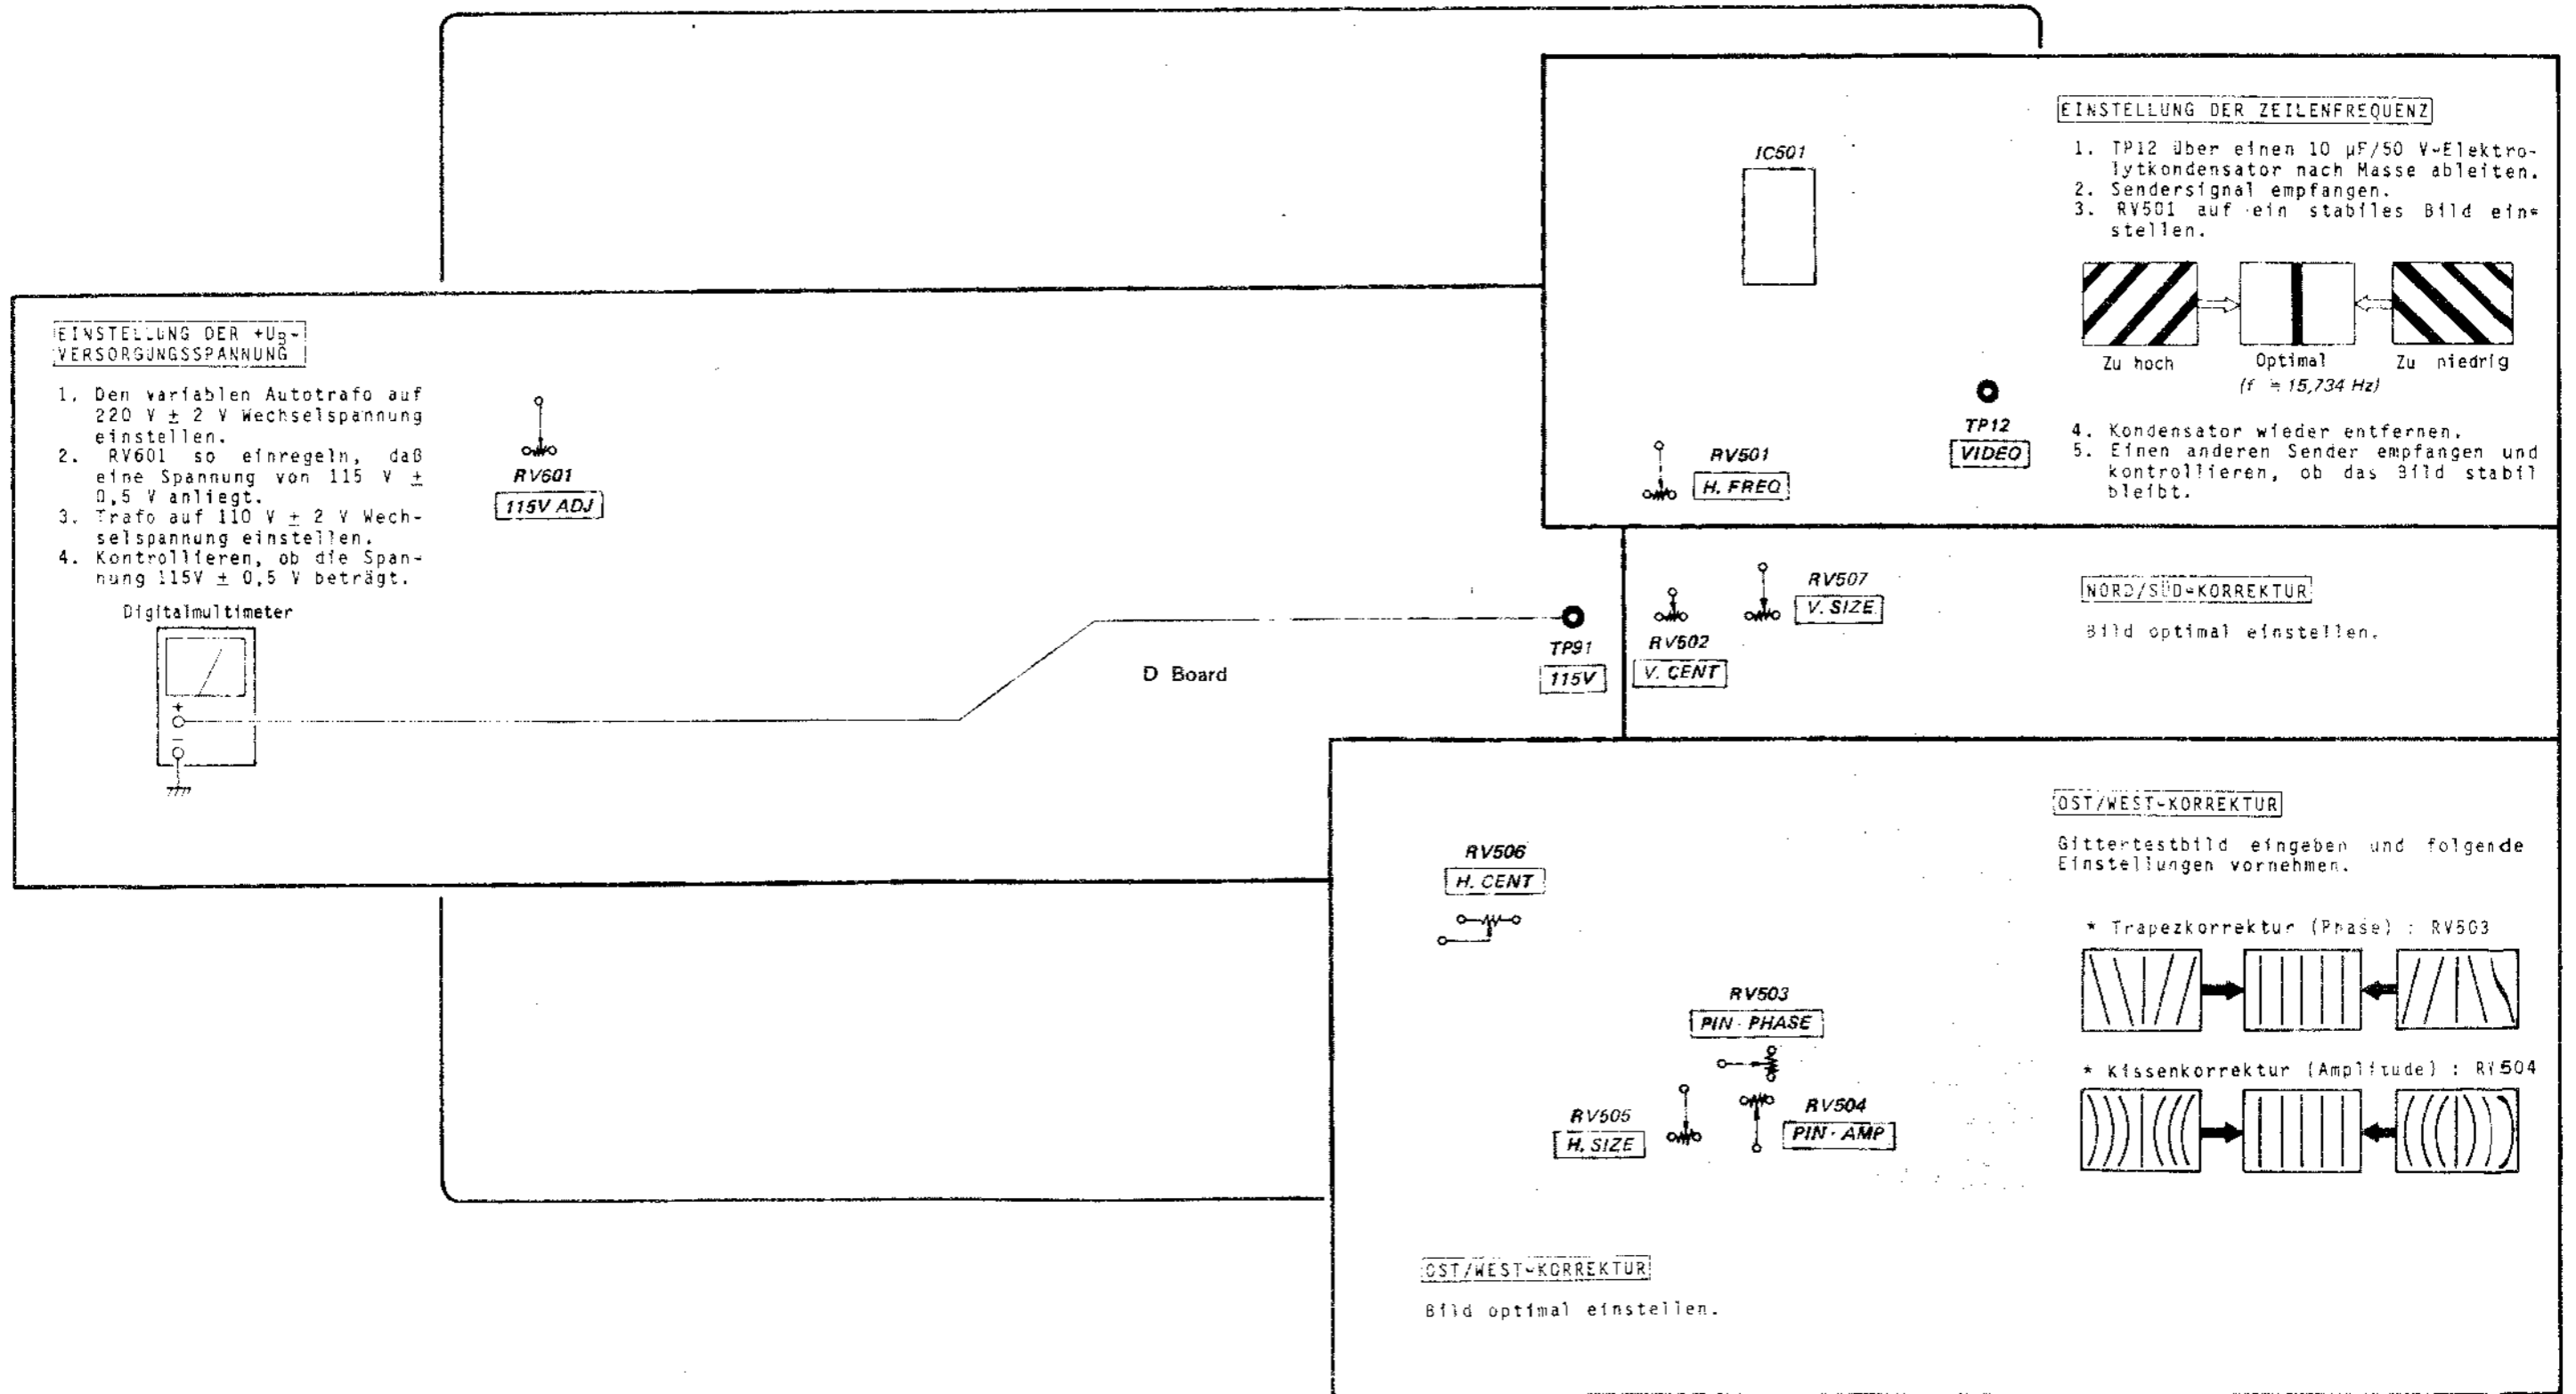 EINSTELLUNG DER +UB-
VERSORGUNGSSPANNUNG
1. Den variablen Autotrafo auf
220 V ± 2 V Wechselspannung
einstellen.
2. RV601 so einregeln, daß
eine Spannung von 115 V ±
0,5 V anliegt.
3. Trafo auf 110 V ± 2 V Wech-
selspannung einstellen.
4. Kontrollieren, ob die Span-
nung 115V ± 0,5 V beträgt.
Digitalmultimeter
+
−
RV601
115V ADJ
D Board
TP91
115V
IC501
RV501
H. FREQ
TP12
VIDEO
EINSTELLUNG DER ZEILENFREQUENZ
1. TP12 über einen 10 µF/50 V-Elektro-
lytkondensator nach Masse ableiten.
2. Sendersignal empfangen.
3. RV501 auf ein stabiles Bild ein-
stellen.
Zu hoch
Optimal
(f ≒ 15,734 Hz)
Zu niedrig
4. Kondensator wieder entfernen.
5. Einen anderen Sender empfangen und
kontrollieren, ob das Bild stabil
bleibt.
RV502
V. CENT
RV507
V. SIZE
NORD/SÜD-KORREKTUR
Bild optimal einstellen.
RV506
H. CENT
RV503
PIN · PHASE
RV505
H. SIZE
RV504
PIN · AMP
OST/WEST-KORREKTUR
Gittertestbild eingeben und folgende
Einstellungen vornehmen.
* Trapezkorrektur (Phase) : RV503
* Kissenkorrektur (Amplitude) : RV504
OST/WEST-KORREKTUR
Bild optimal einstellen.